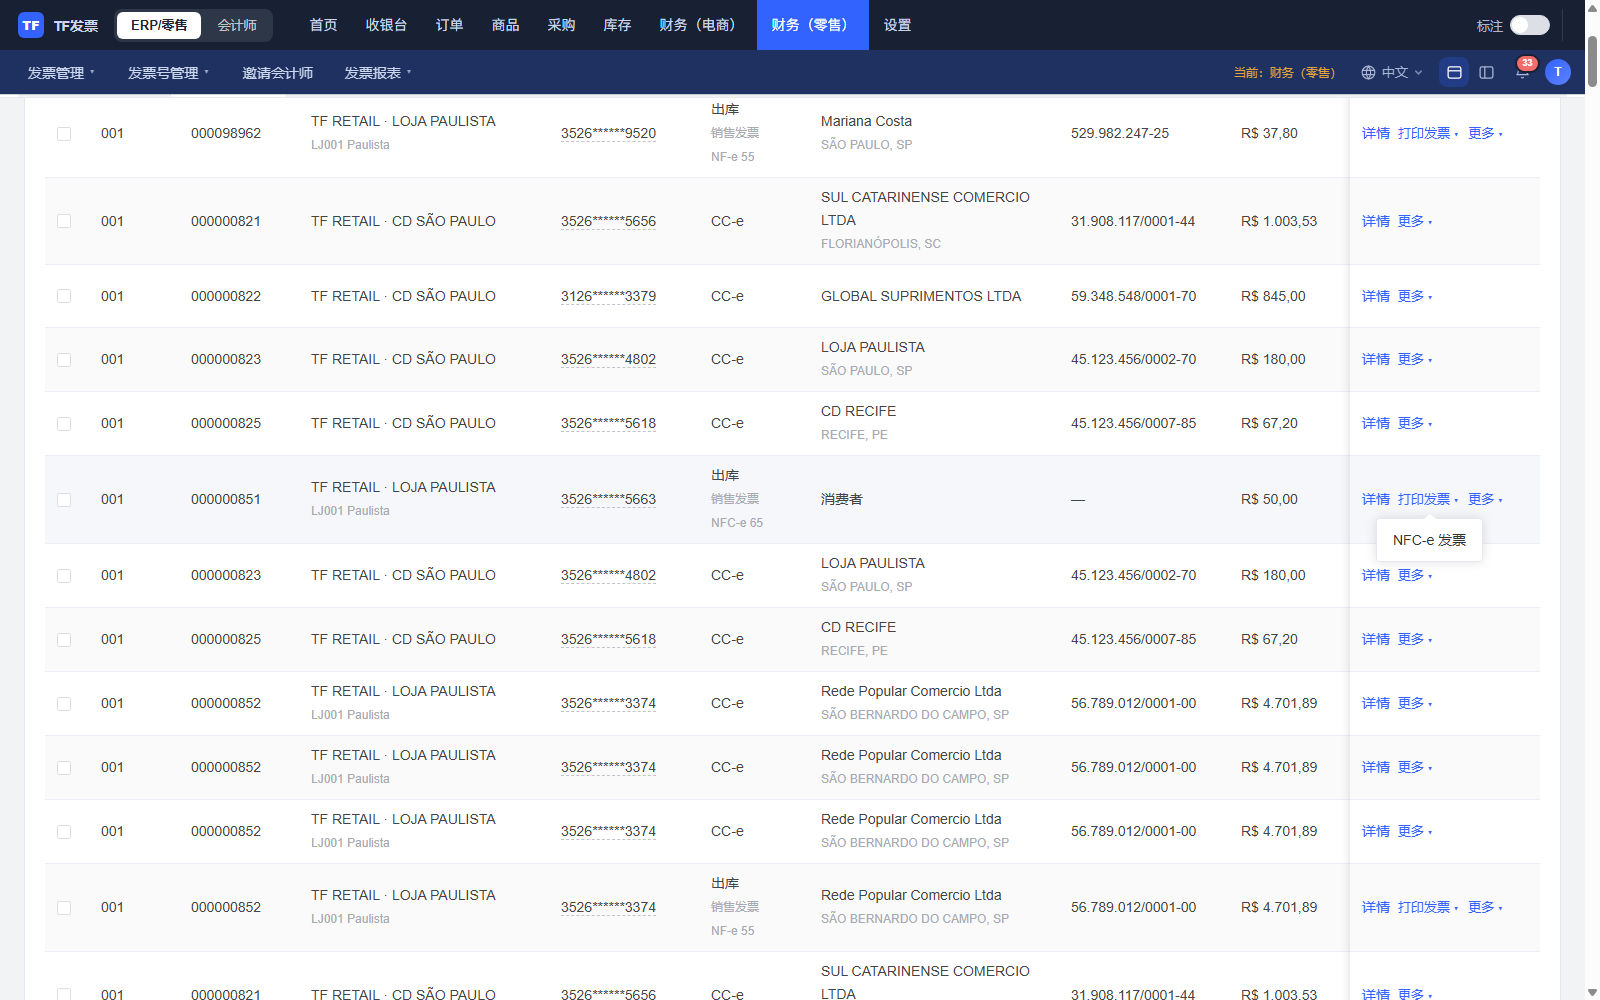 TF TF发票 ERP/零售 会计师 首页 收银台 订单 商品 采购 库存 财务（电商） 财务（零售） 设置 标注
发票管理 发票号管理 邀请会计师 发票报表 当前：财务（零售） 中文 33 T
出库
001 000098962 TF RETAIL · LOJA PAULISTA 3526******9520 销售发票 Mariana Costa 529.982.247-25 R$ 37,80 详情 打印发票 更多
LJ001 Paulista NF-e 55 SÃO PAULO, SP
SUL CATARINENSE COMERCIO
001 000000821 TF RETAIL · CD SÃO PAULO 3526******5656 CC-e LTDA 31.908.117/0001-44 R$ 1.003,53 详情 更多
FLORIANÓPOLIS, SC
001 000000822 TF RETAIL · CD SÃO PAULO 3126******3379 CC-e GLOBAL SUPRIMENTOS LTDA 59.348.548/0001-70 R$ 845,00 详情 更多
001 000000823 TF RETAIL · CD SÃO PAULO 3526******4802 CC-e LOJA PAULISTA 45.123.456/0002-70 R$ 180,00 详情 更多
SÃO PAULO, SP
001 000000825 TF RETAIL · CD SÃO PAULO 3526******5618 CC-e CD RECIFE 45.123.456/0007-85 R$ 67,20 详情 更多
RECIFE, PE
出库
001 000000851 TF RETAIL · LOJA PAULISTA 3526******5663 销售发票 消费者 — R$ 50,00 详情 打印发票 更多
LJ001 Paulista NFC-e 65
NFC-e 发票
001 000000823 TF RETAIL · CD SÃO PAULO 3526******4802 CC-e LOJA PAULISTA 45.123.456/0002-70 R$ 180,00 详情 更多
SÃO PAULO, SP
001 000000825 TF RETAIL · CD SÃO PAULO 3526******5618 CC-e CD RECIFE 45.123.456/0007-85 R$ 67,20 详情 更多
RECIFE, PE
001 000000852 TF RETAIL · LOJA PAULISTA 3526******3374 CC-e Rede Popular Comercio Ltda 56.789.012/0001-00 R$ 4.701,89 详情 更多
LJ001 Paulista SÃO BERNARDO DO CAMPO, SP
001 000000852 TF RETAIL · LOJA PAULISTA 3526******3374 CC-e Rede Popular Comercio Ltda 56.789.012/0001-00 R$ 4.701,89 详情 更多
LJ001 Paulista SÃO BERNARDO DO CAMPO, SP
001 000000852 TF RETAIL · LOJA PAULISTA 3526******3374 CC-e Rede Popular Comercio Ltda 56.789.012/0001-00 R$ 4.701,89 详情 更多
LJ001 Paulista SÃO BERNARDO DO CAMPO, SP
出库
001 000000852 TF RETAIL · LOJA PAULISTA 3526******3374 销售发票 Rede Popular Comercio Ltda 56.789.012/0001-00 R$ 4.701,89 详情 打印发票 更多
LJ001 Paulista NF-e 55 SÃO BERNARDO DO CAMPO, SP
SUL CATARINENSE COMERCIO
001 000000821 TF RETAIL · CD SÃO PAULO 3526******5656 CC-e LTDA 31.908.117/0001-44 R$ 1.003,53 详情 更多